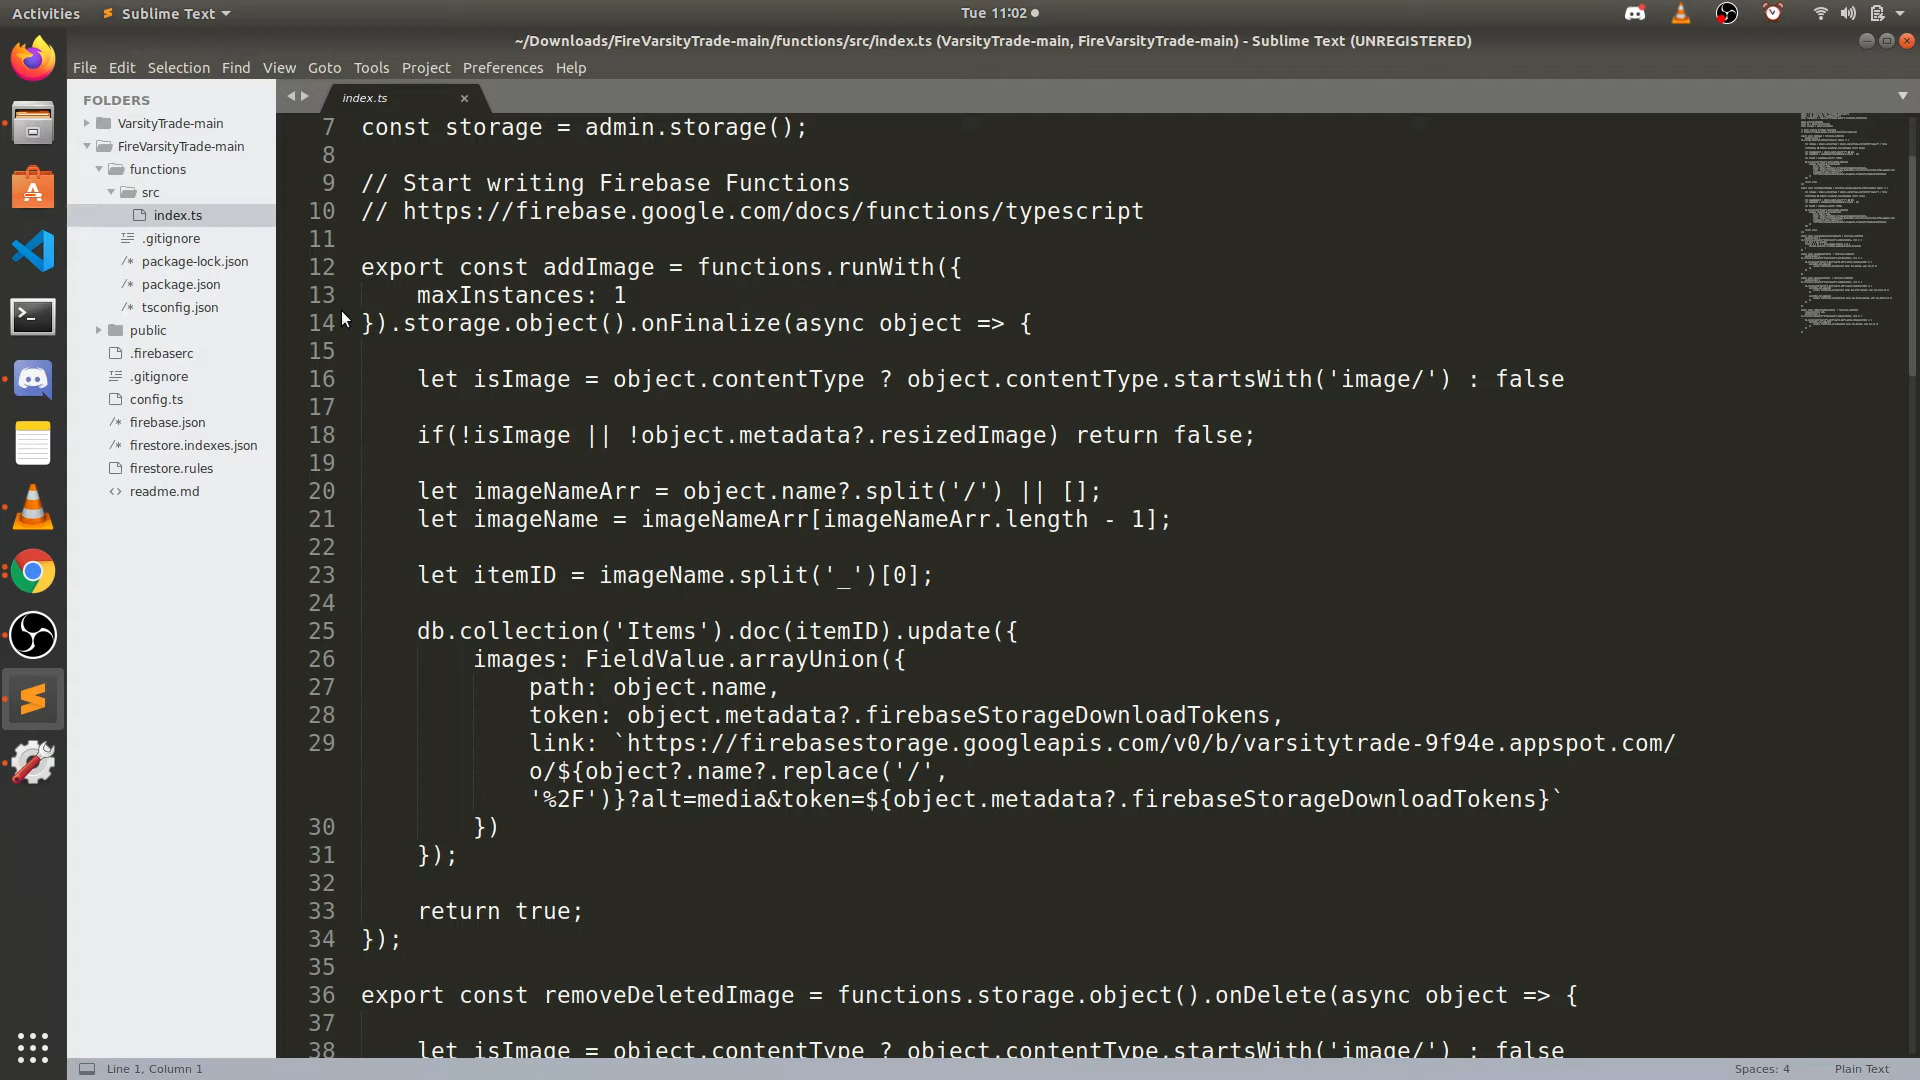 Activities Sublime Text Tue 11:02
~/Downloads/FireVarsityTrade-main/functions/src/index.ts (VarsityTrade-main, FireVarsityTrade-main) - Sublime Text (UNREGISTERED)
File Edit Selection Find View Goto Tools Project Preferences Help
FOLDERS
VarsityTrade-main
FireVarsityTrade-main
functions
src
index.ts
.gitignore
package-lock.json
package.json
tsconfig.json
public
.firebaserc
.gitignore
config.ts
firebase.json
firestore.indexes.json
firestore.rules
readme.md
index.ts ×
7 const storage = admin.storage();
8
9 // Start writing Firebase Functions
10 // https://firebase.google.com/docs/functions/typescript
11
12 export const addImage = functions.runWith({
13 maxInstances: 1
14 }).storage.object().onFinalize(async object => {
15
16 let isImage = object.contentType ? object.contentType.startsWith('image/') : false
17
18 if(!isImage || !object.metadata?.resizedImage) return false;
19
20 let imageNameArr = object.name?.split('/') || [];
21 let imageName = imageNameArr[imageNameArr.length - 1];
22
23 let itemID = imageName.split('_')[0];
24
25 db.collection('Items').doc(itemID).update({
26 images: FieldValue.arrayUnion({
27 path: object.name,
28 token: object.metadata?.firebaseStorageDownloadTokens,
29 link: `https://firebasestorage.googleapis.com/v0/b/varsitytrade-9f94e.appspot.com/
o/${object?.name?.replace('/',
'%2F')}?alt=media&token=${object.metadata?.firebaseStorageDownloadTokens}`
30 })
31 });
32
33 return true;
34 });
35
36 export const removeDeletedImage = functions.storage.object().onDelete(async object => {
37
38 let isImage = object.contentType ? object.contentType.startsWith('image/') : false
Line 1, Column 1 Spaces: 4 Plain Text